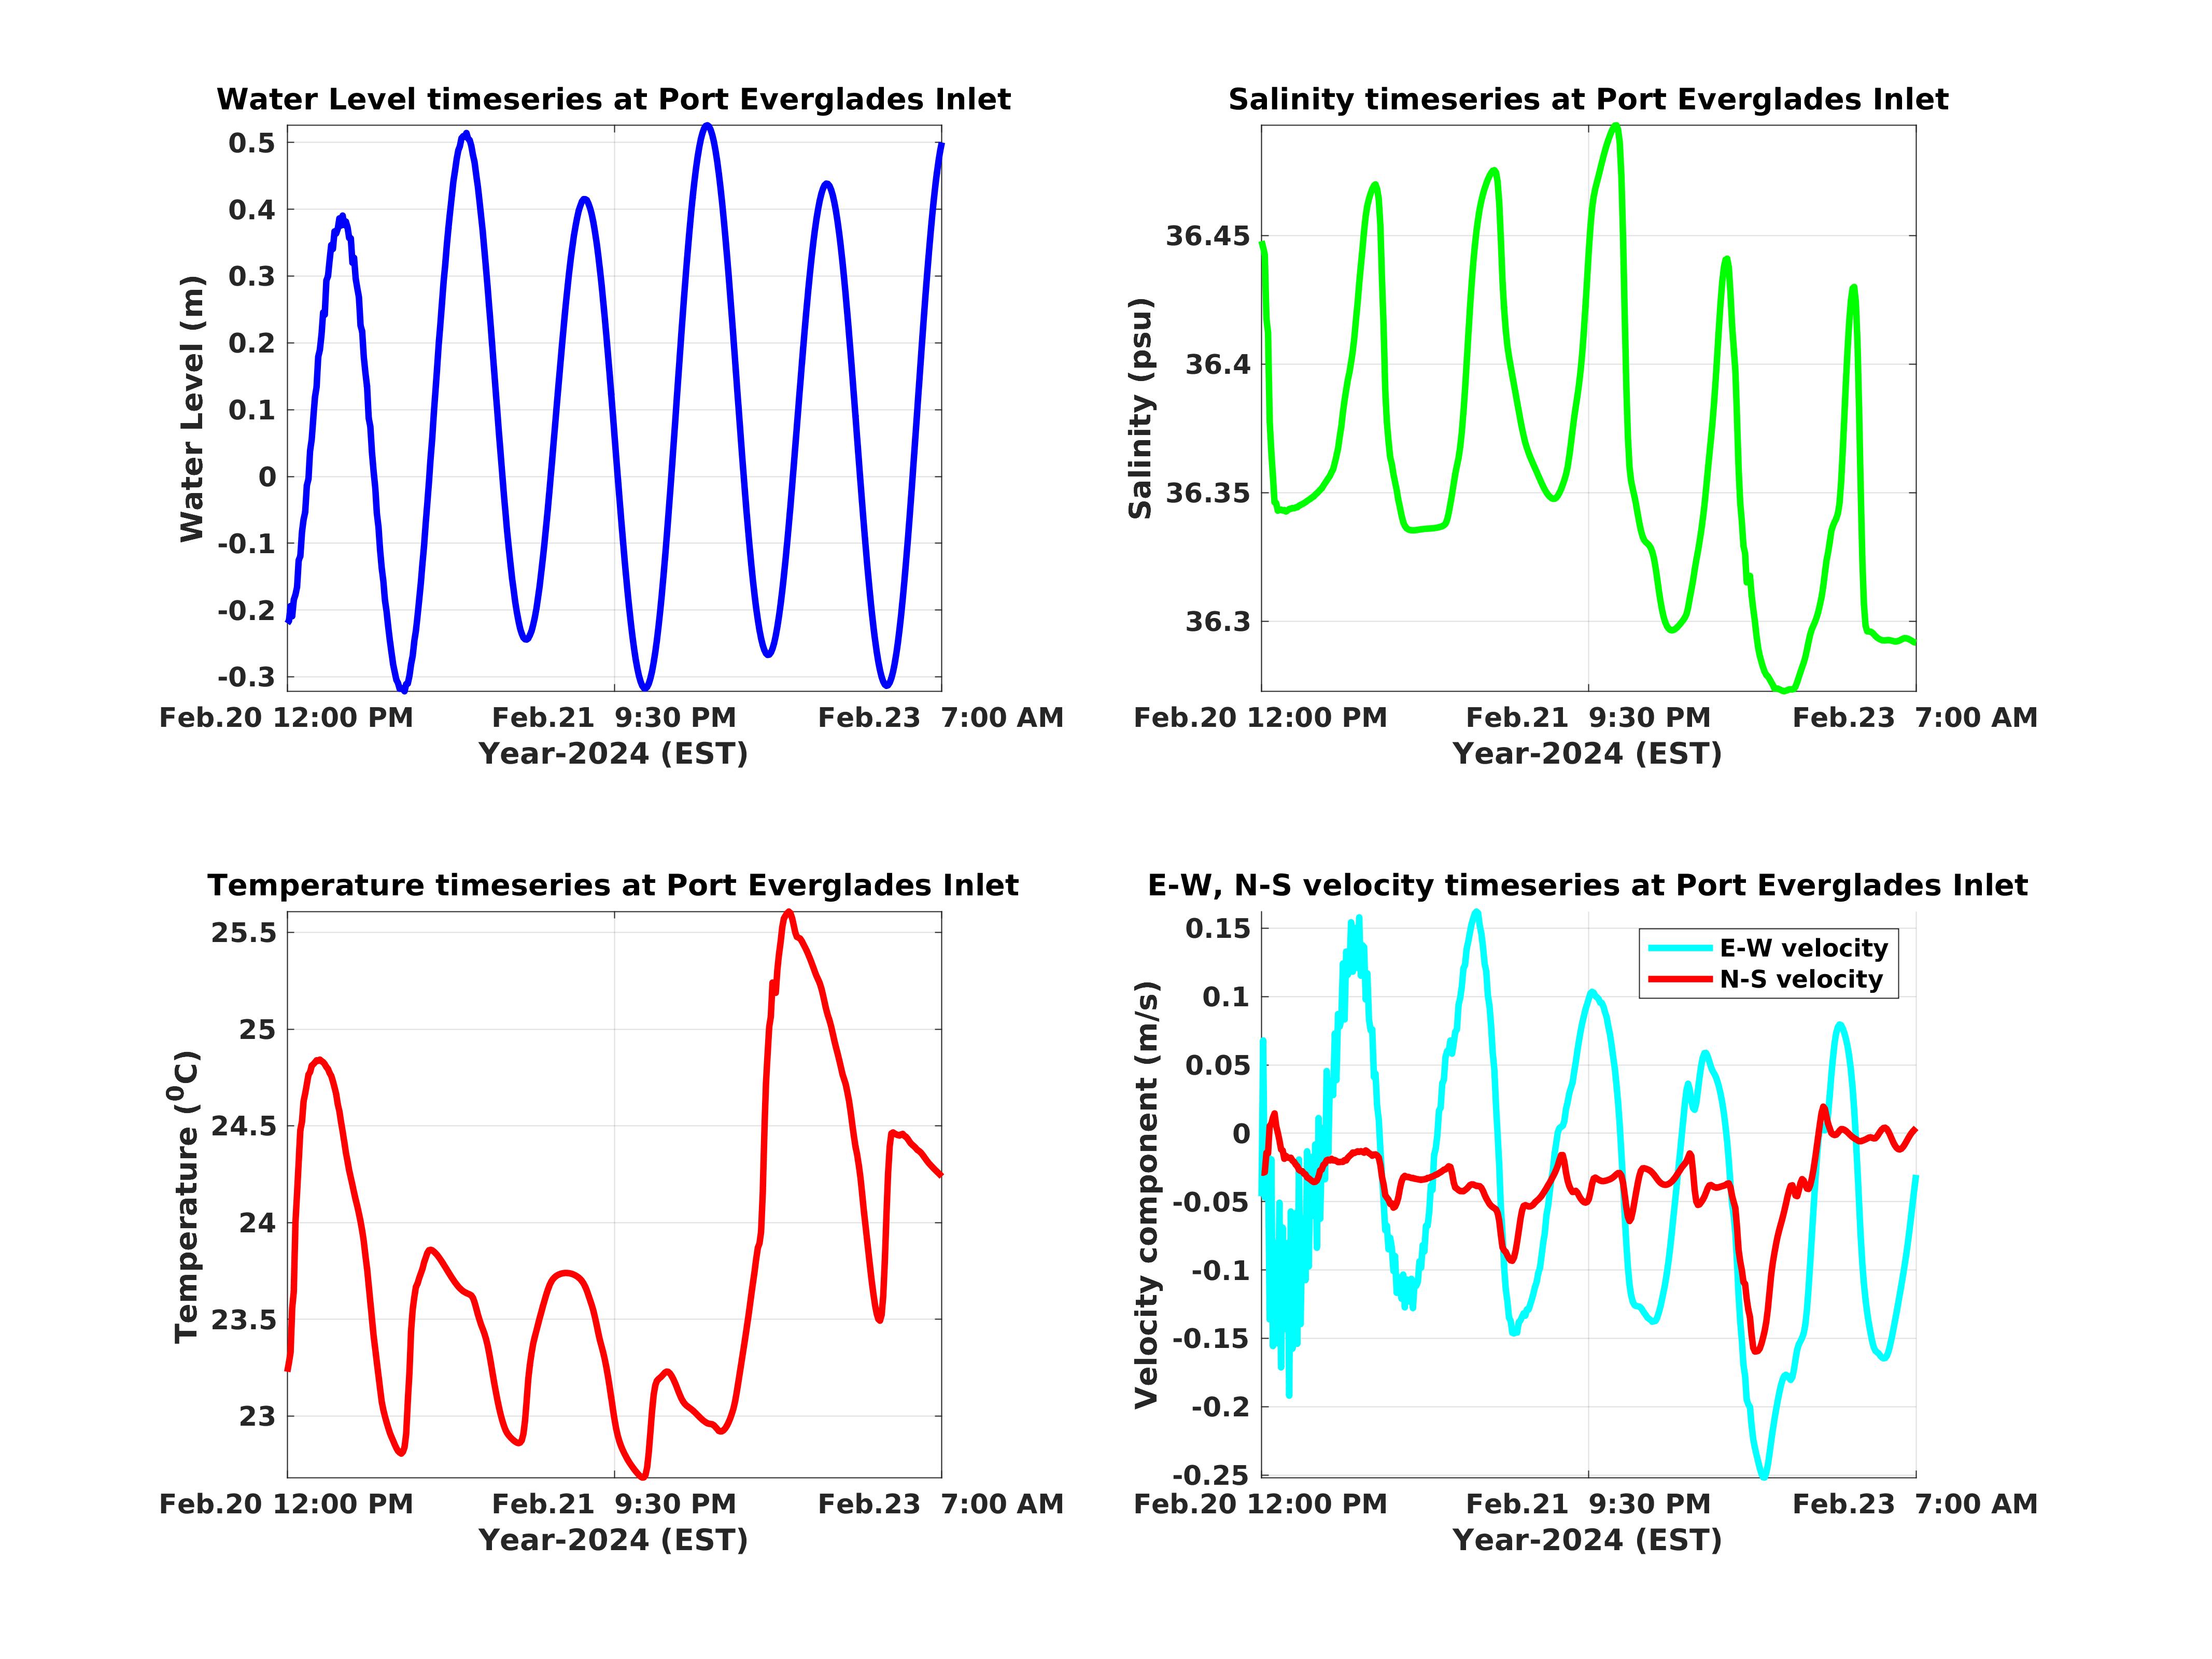 Water Level timeseries at Port Everglades Inlet
0.5
0.4
0.3
0.2
0.1
0
-0.1
-0.2
-0.3
Water Level (m)
Feb.20 12:00 PM
Feb.21 9:30 PM
Feb.23 7:00 AM
Year-2024 (EST)
Salinity timeseries at Port Everglades Inlet
36.45
36.4
36.35
36.3
Salinity (psu)
Feb.20 12:00 PM
Feb.21 9:30 PM
Feb.23 7:00 AM
Year-2024 (EST)
Temperature timeseries at Port Everglades Inlet
25.5
25
24.5
24
23.5
23
Temperature (⁰C)
Feb.20 12:00 PM
Feb.21 9:30 PM
Feb.23 7:00 AM
Year-2024 (EST)
E-W, N-S velocity timeseries at Port Everglades Inlet
0.15
0.1
0.05
0
-0.05
-0.1
-0.15
-0.2
-0.25
Velocity component (m/s)
E-W velocity
N-S velocity
Feb.20 12:00 PM
Feb.21 9:30 PM
Feb.23 7:00 AM
Year-2024 (EST)